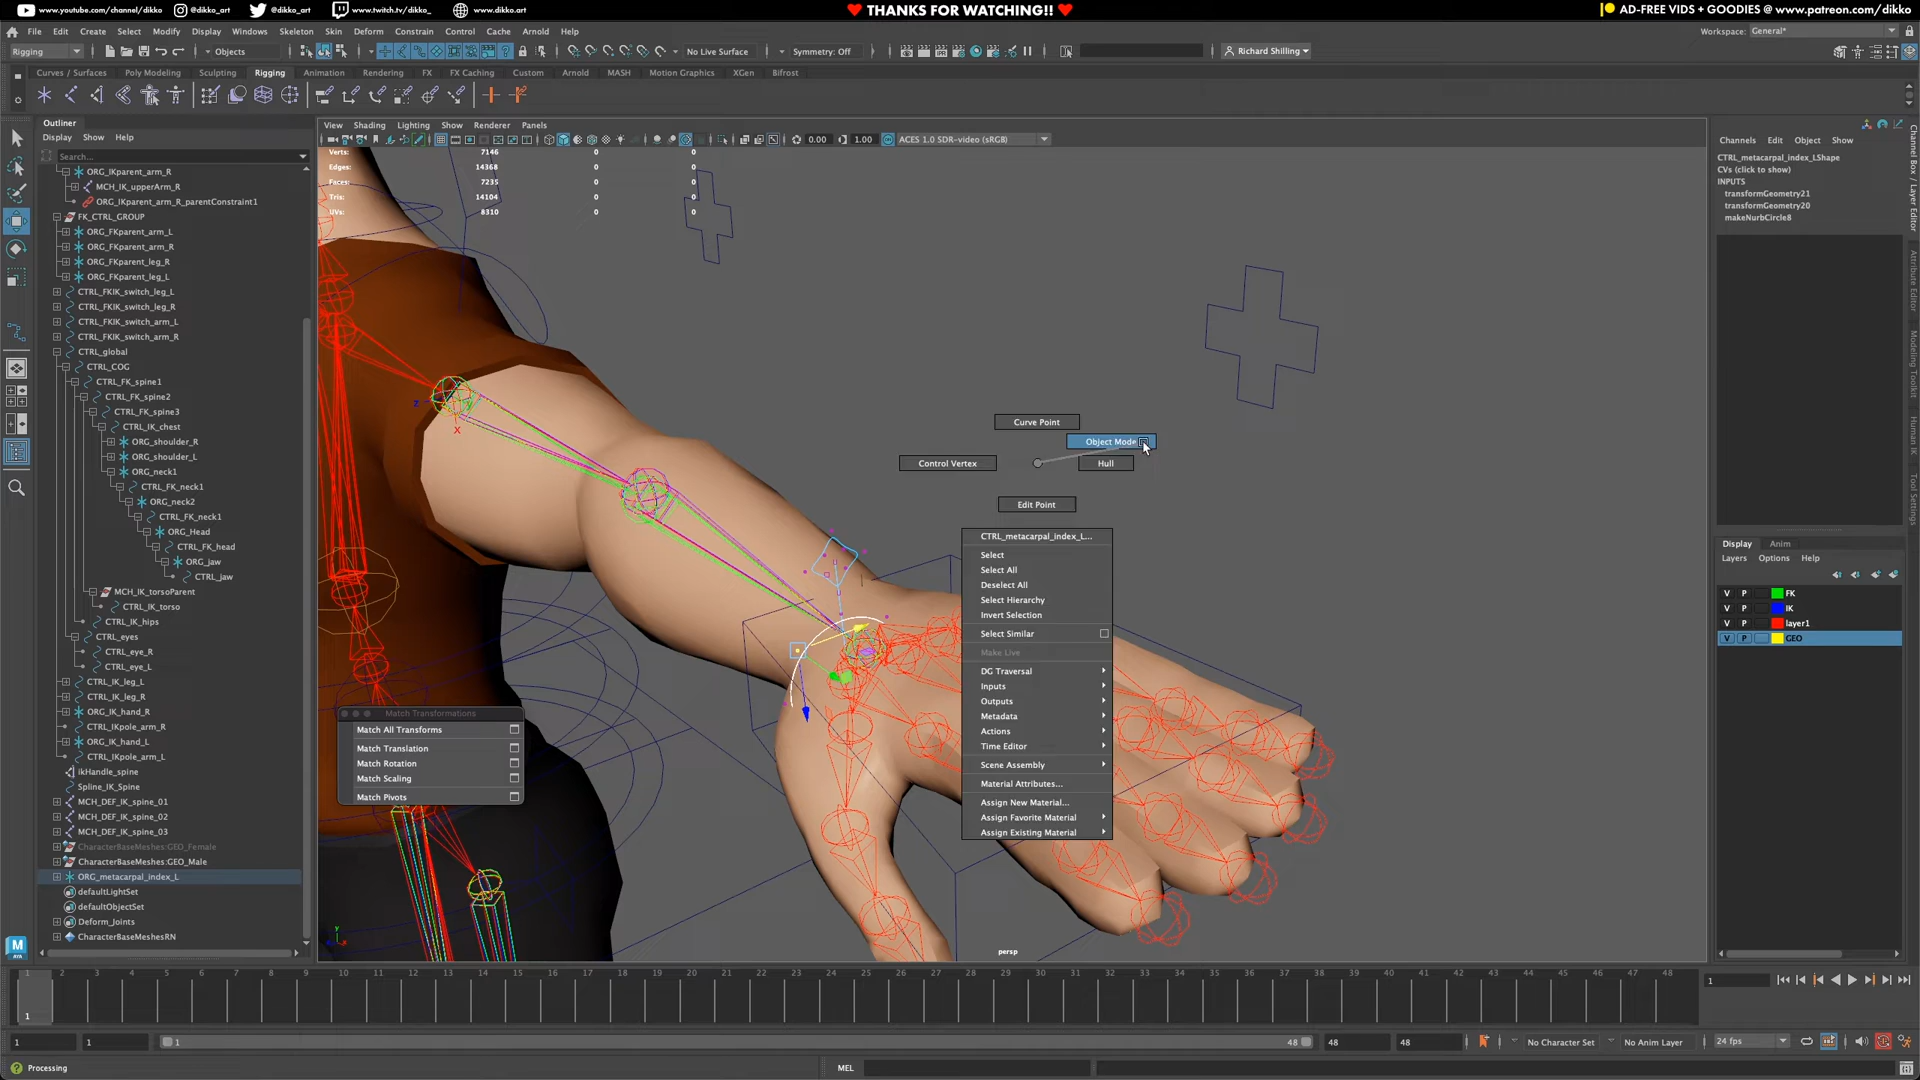 www.youtube.com/channel/dikko @dikko_art @dikko_art www.twitch.tv/dikko_ www.dikko.art
THANKS FOR WATCHING!!
AD-FREE VIDS + GOODIES @ www.patreon.com/dikko
File Edit Create Select Modify Display Windows Skeleton Skin Deform Constrain Control Cache Arnold Help
Workspace: General*
Rigging Objects No Live Surface Symmetry: Off Richard Shilling
Curves / Surfaces Poly Modeling Sculpting Rigging Animation Rendering FX FX Caching Custom Arnold MASH Motion Graphics XGen Bifrost
Outliner
Display Show Help
Search...
ORG_IKparent_arm_R
MCH_IK_upperArm_R
ORG_IKparent_arm_R_parentConstraint1
FK_CTRL_GROUP
ORG_FKparent_arm_L
ORG_FKparent_arm_R
ORG_FKparent_leg_R
ORG_FKparent_leg_L
CTRL_FKIK_switch_leg_L
CTRL_FKIK_switch_leg_R
CTRL_FKIK_switch_arm_L
CTRL_FKIK_switch_arm_R
CTRL_global
CTRL_COG
CTRL_FK_spine1
CTRL_FK_spine2
CTRL_FK_spine3
CTRL_IK_chest
ORG_shoulder_R
ORG_shoulder_L
ORG_neck1
CTRL_FK_neck1
ORG_neck2
CTRL_FK_neck1
ORG_Head
CTRL_FK_head
ORG_jaw
CTRL_jaw
MCH_IK_torsoParent
CTRL_IK_torso
CTRL_IK_hips
CTRL_eyes
CTRL_eye_R
CTRL_eye_L
CTRL_IK_leg_L
CTRL_IK_leg_R
ORG_IK_hand_R
CTRL_IKpole_arm_R
ORG_IK_hand_L
CTRL_IKpole_arm_L
ikHandle_spine
Spline_IK_Spine
MCH_DEF_IK_spine_01
MCH_DEF_IK_spine_02
MCH_DEF_IK_spine_03
CharacterBaseMeshes:GEO_Female
CharacterBaseMeshes:GEO_Male
ORG_metacarpal_index_L
defaultLightSet
defaultObjectSet
Deform_Joints
CharacterBaseMeshesRN
View Shading Lighting Show Renderer Panels
0.00 1.00 ACES 1.0 SDR-video (sRGB)
Verts: 7146 0 0
Edges: 14368 0 0
Faces: 7235 0 0
Tris: 14104 0 0
UVs: 8310 0 0
z
x
Curve Point
Object Mode
Control Vertex
Hull
Edit Point
CTRL_metacarpal_index_L...
Select
Select All
Deselect All
Select Hierarchy
Invert Selection
Select Similar
Make Live
DG Traversal
Inputs
Outputs
Metadata
Actions
Time Editor
Scene Assembly
Material Attributes...
Assign New Material...
Assign Favorite Material
Assign Existing Material
Match Transformations
Match All Transforms
Match Translation
Match Rotation
Match Scaling
Match Pivots
persp
Channels Edit Object Show
CTRL_metacarpal_index_LShape
CVs (click to show)
INPUTS
transformGeometry21
transformGeometry20
makeNurbCircle8
Channel Box / Layer Editor
Attribute Editor
Modeling Toolkit
Human IK
Tool Settings
Display Anim
Layers Options Help
V P FK
V P IK
V P layer1
V P GEO
1 2 3 4 5 6 7 8 9 10 11 12 13 14 15 16 17 18 19 20 21 22 23 24 25 26 27 28 29 30 31 32 33 34 35 36 37 38 39 40 41 42 43 44 45 46 47 48
1
1
1 1 1 48 48 48 No Character Set No Anim Layer 24 fps
Processing
MEL